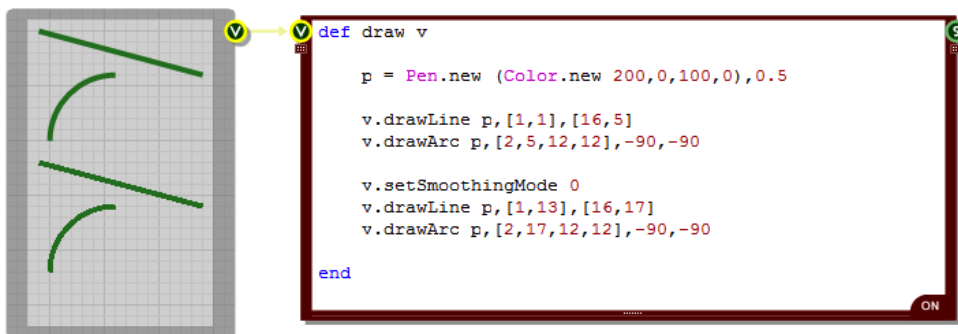 V V def draw v S
p = Pen.new (Color.new 200,0,100,0),0.5
v.drawLine p,[1,1],[16,5]
v.drawArc p,[2,5,12,12],-90,-90
v.setSmoothingMode 0
v.drawLine p,[1,13],[16,17]
v.drawArc p,[2,17,12,12],-90,-90
end
ON